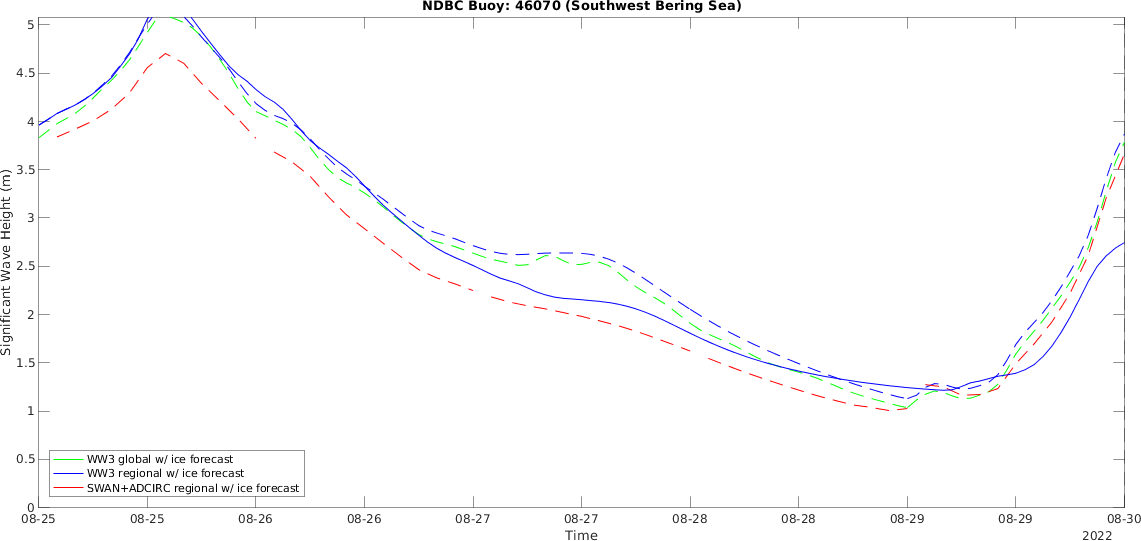 NDBC Buoy: 46070 (Southwest Bering Sea)
5
4.5
4
3.5
3
2.5
2
1.5
1
0.5
0
Significant Wave Height (m)
WW3 global w/ ice forecast
WW3 regional w/ ice forecast
SWAN+ADCIRC regional w/ ice forecast
08-25 08-25 08-26 08-26 08-27 08-27 08-28 08-28 08-29 08-29 08-30
Time
2022